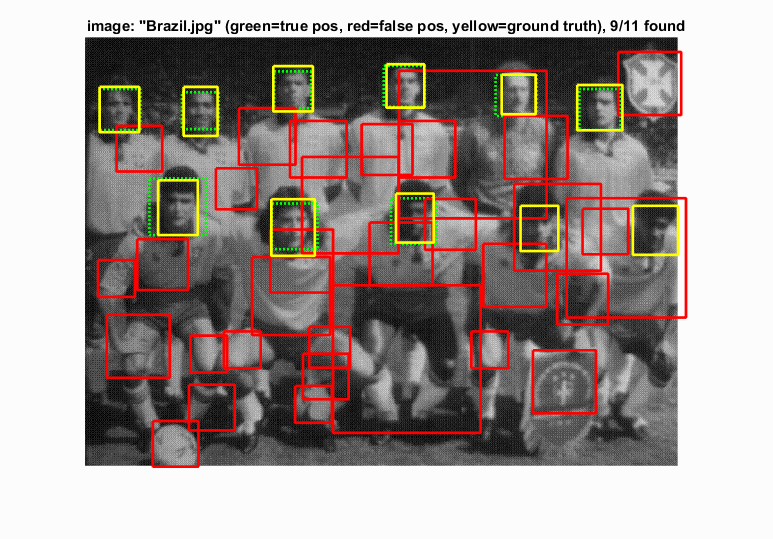 image: "Brazil.jpg" (green=true pos, red=false pos, yellow=ground truth), 9/11 found